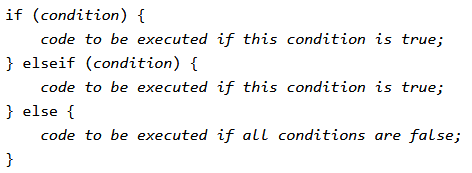 if (condition) {
    code to be executed if this condition is true;
} elseif (condition) {
    code to be executed if this condition is true;
} else {
    code to be executed if all conditions are false;
}